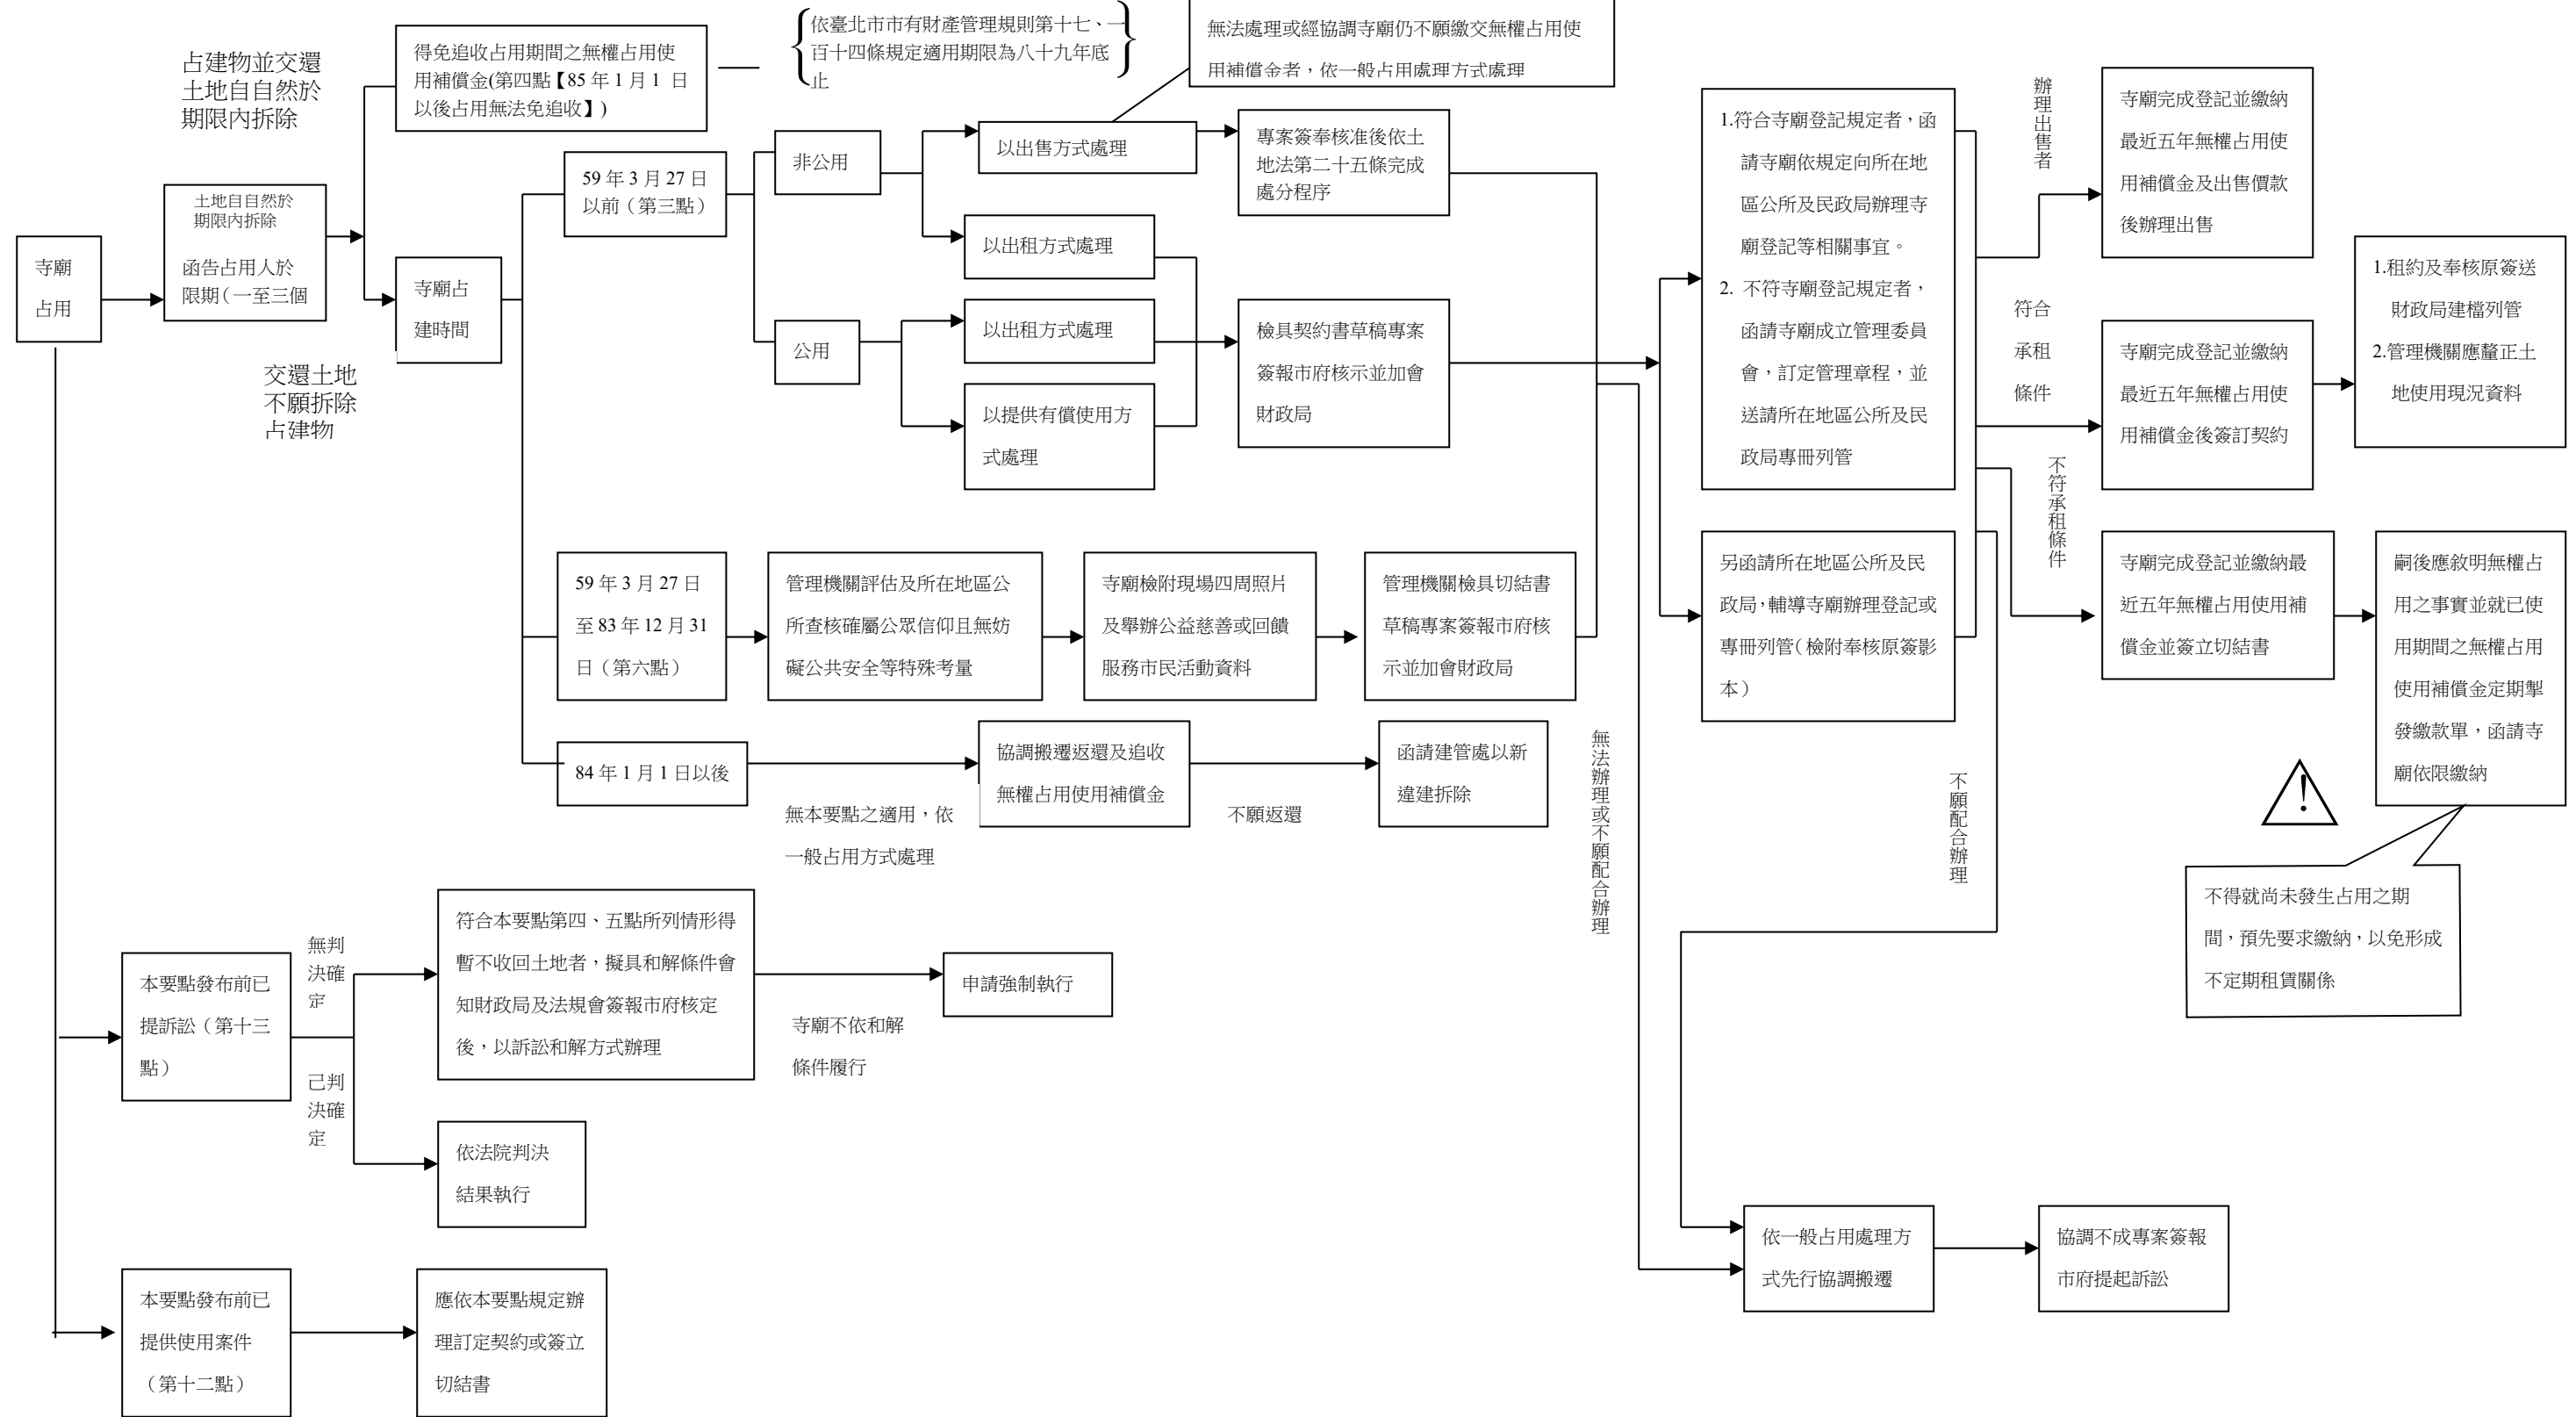 占建物並交還
土地自自然於
期限內拆除
得免追收占用期間之無權占用使
用補償金(第四點【85 年 1 月 1 日
以後占用無法免追收】)
依臺北市市有財產管理規則第十七、一
百十四條規定適用期限為八十九年底
止
無法處理或經協調寺廟仍不願繳交無權占用使
用補償金者，依一般占用處理方式處理
寺廟
占用
土地自自然於
期限內拆除
函告占用人於
限期（一至三個
交還土地
不願拆除
占建物
寺廟占
建時間
59 年 3 月 27 日
以前（第三點）
非公用
公用
以出售方式處理
以出租方式處理
以出租方式處理
以提供有償使用方
式處理
專案簽奉核准後依土
地法第二十五條完成
處分程序
檢具契約書草稿專案
簽報市府核示並加會
財政局
59 年 3 月 27 日
至 83 年 12 月 31
日（第六點）
管理機關評估及所在地區公
所查核確屬公眾信仰且無妨
礙公共安全等特殊考量
寺廟檢附現場四周照片
及舉辦公益慈善或回饋
服務市民活動資料
管理機關檢具切結書
草稿專案簽報市府核
示並加會財政局
84 年 1 月 1 日以後
無本要點之適用，依
一般占用方式處理
協調搬遷返還及追收
無權占用使用補償金
不願返還
函請建管處以新
違建拆除
無法辦理或不願配合辦理
1.符合寺廟登記規定者，函
請寺廟依規定向所在地
區公所及民政局辦理寺
廟登記等相關事宜。
2. 不符寺廟登記規定者，
函請寺廟成立管理委員
會，訂定管理章程，並
送請所在地區公所及民
政局專冊列管
另函請所在地區公所及民
政局，輔導寺廟辦理登記或
專冊列管（檢附奉核原簽影
本）
不願配合辦理
辦理出售者
寺廟完成登記並繳納
最近五年無權占用使
用補償金及出售價款
後辦理出售
符合
承租
條件
寺廟完成登記並繳納
最近五年無權占用使
用補償金後簽訂契約
1.租約及奉核原簽送
財政局建檔列管
2.管理機關應釐正土
地使用現況資料
不符承租條件
寺廟完成登記並繳納最
近五年無權占用使用補
償金並簽立切結書
嗣後應敘明無權占
用之事實並就已使
用期間之無權占用
使用補償金定期掣
發繳款單，函請寺
廟依限繳納
!
不得就尚未發生占用之期
間，預先要求繳納，以免形成
不定期租賃關係
本要點發布前已
提訴訟（第十三
點）
無判
決確
定
己判
決確
定
符合本要點第四、五點所列情形得
暫不收回土地者，擬具和解條件會
知財政局及法規會簽報市府核定
後，以訴訟和解方式辦理
寺廟不依和解
條件履行
申請強制執行
依法院判決
結果執行
依一般占用處理方
式先行協調搬遷
協調不成專案簽報
市府提起訴訟
本要點發布前已
提供使用案件
（第十二點）
應依本要點規定辦
理訂定契約或簽立
切結書